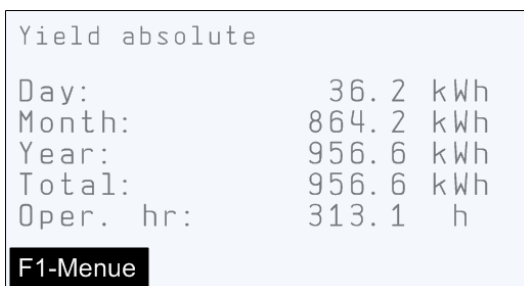 Yield absolute
Day: 36.2 kWh
Month: 864.2 kWh
Year: 956.6 kWh
Total: 956.6 kWh
Oper. hr: 313.1 h
F1-Menue